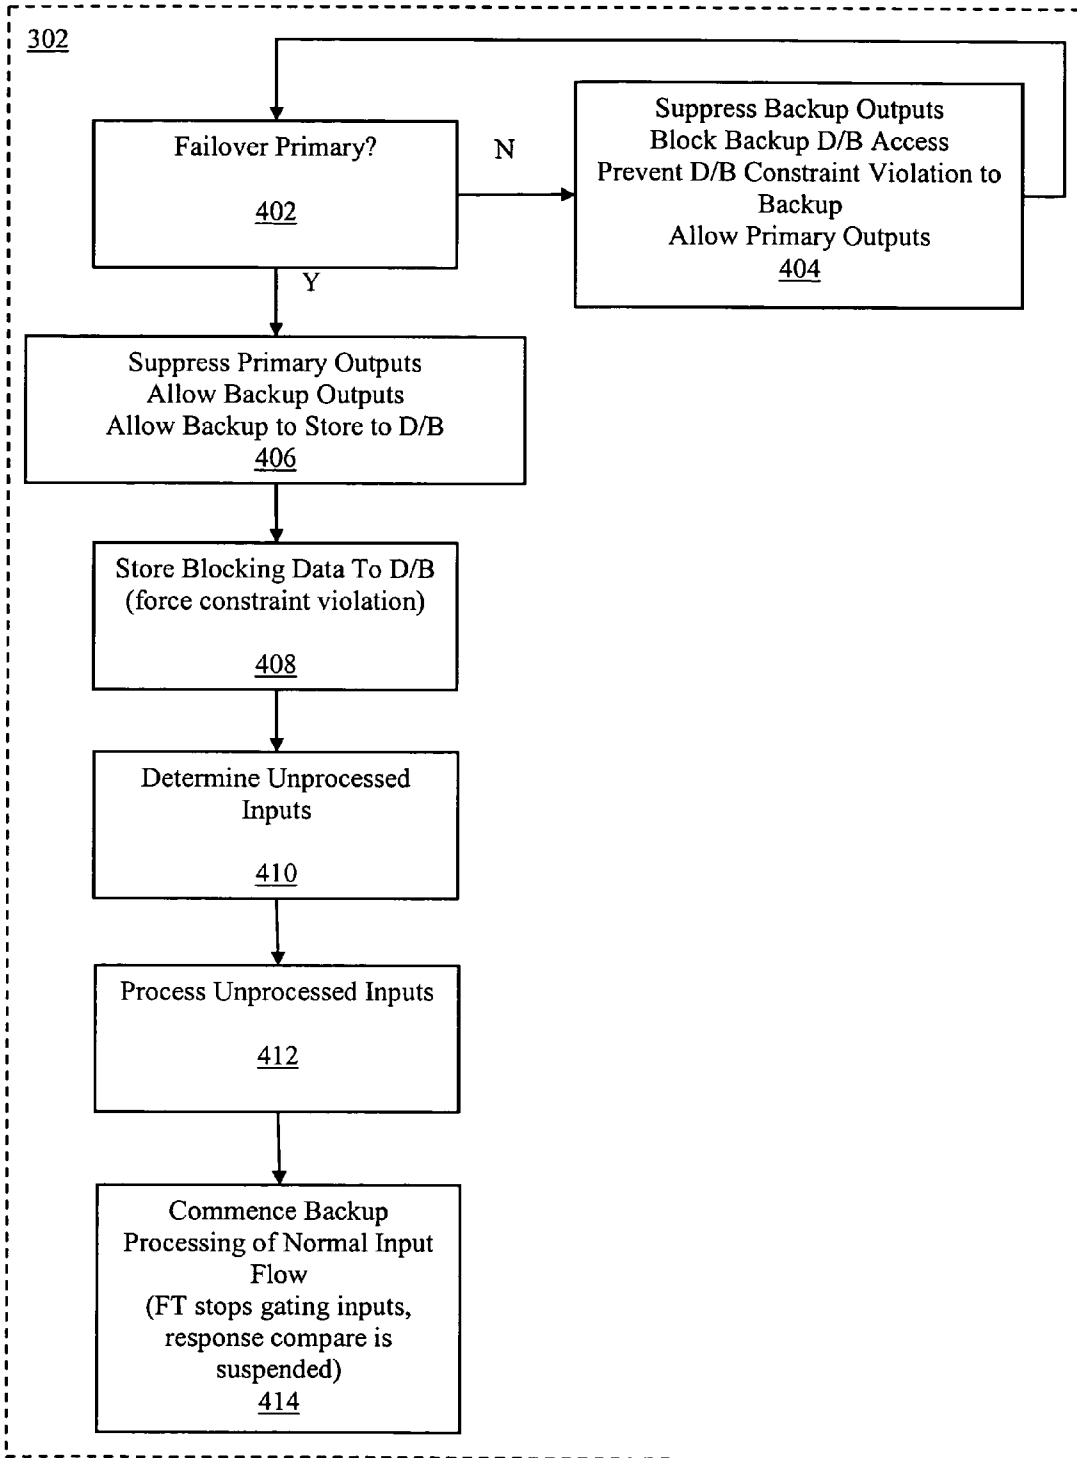 302
Failover Primary?
402
N
Suppress Backup Outputs
Block Backup D/B Access
Prevent D/B Constraint Violation to
Backup
Allow Primary Outputs
404
Y
Suppress Primary Outputs
Allow Backup Outputs
Allow Backup to Store to D/B
406
Store Blocking Data To D/B
(force constraint violation)
408
Determine Unprocessed
Inputs
410
Process Unprocessed Inputs
412
Commence Backup
Processing of Normal Input
Flow
(FT stops gating inputs,
response compare is
suspended)
414